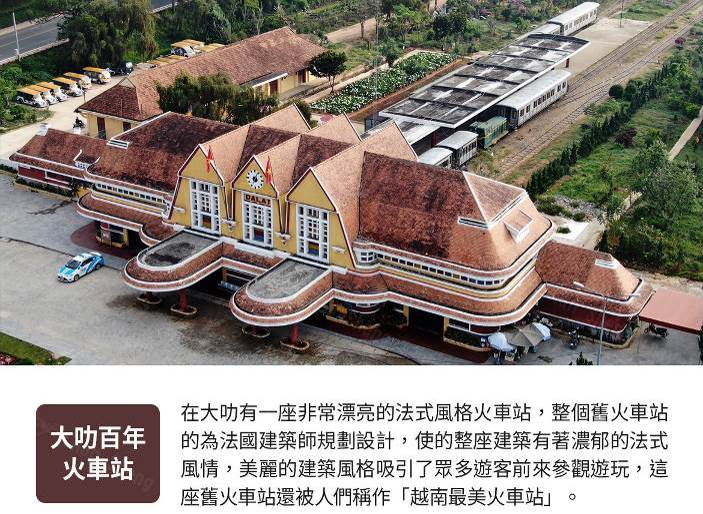 DALAT
大叻百年
火車站
在大叻有一座非常漂亮的法式風格火車站，整個舊火車站
的為法國建築師規劃設計，使的整座建築有著濃郁的法式
風情，美麗的建築風格吸引了眾多遊客前來參觀遊玩，這
座舊火車站還被人們稱作「越南最美火車站」。